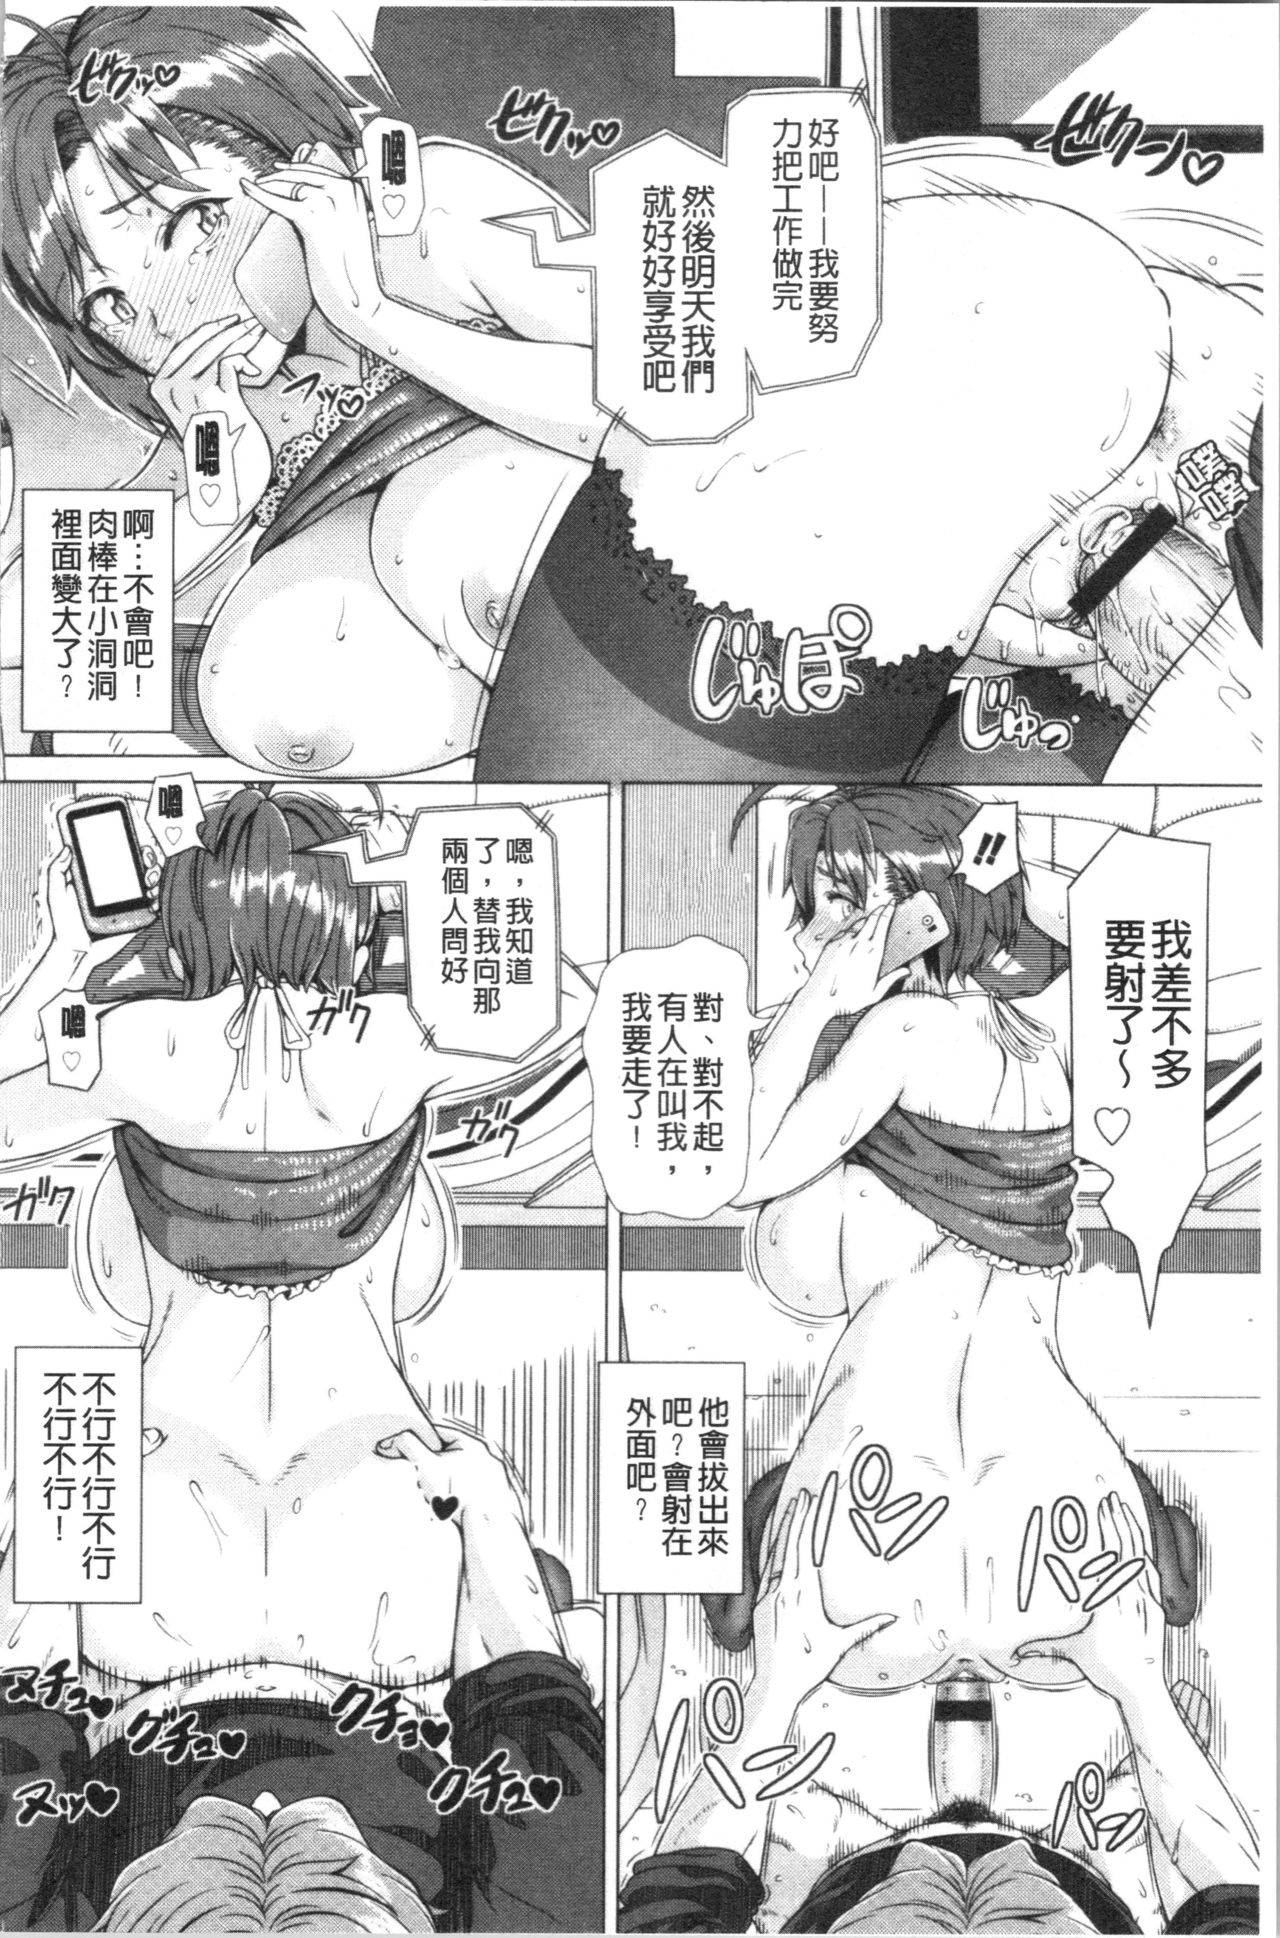 好吧——我要努
力把工作做完
然後明天我們
就好好享受吧
嗯♡
嗯♡
啊…不會吧！
肉棒在小洞洞
裡面變大了？
噗噗
ビクッ♡
ビクッ♡
ビクーン♡
フッ♡
じゅぽ
じゅっ
!!
我差不多
要射了～♡
對、對不起，
有人在叫我，
我要走了！
他會拔出來
吧？會射在
外面吧？
パン
パン
パン
パン
嗯，我知道
了，替我向那
兩個人問好
嗯♡
嗯♡
ガク
ガク
ガク
不行不行不行
不行不行！
ヌチュ♥
グチュ♥
クチョ♥
クチュ♥
ヌッ♥